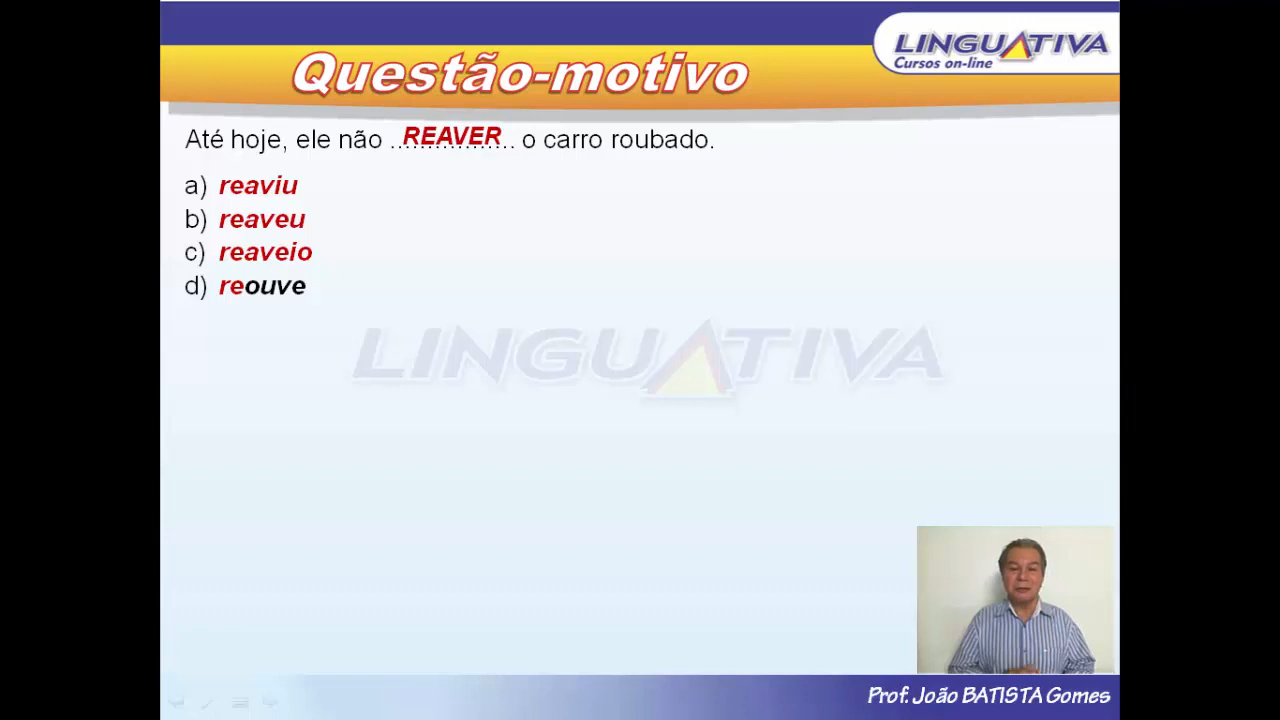 LINGUATIVA
Cursos on-line
Questão-motivo
Até hoje, ele não ..REAVER.. o carro roubado.
a) reaviu
b) reaveu
c) reaveio
d) reouve
LINGUATIVA
Prof. João BATISTA Gomes